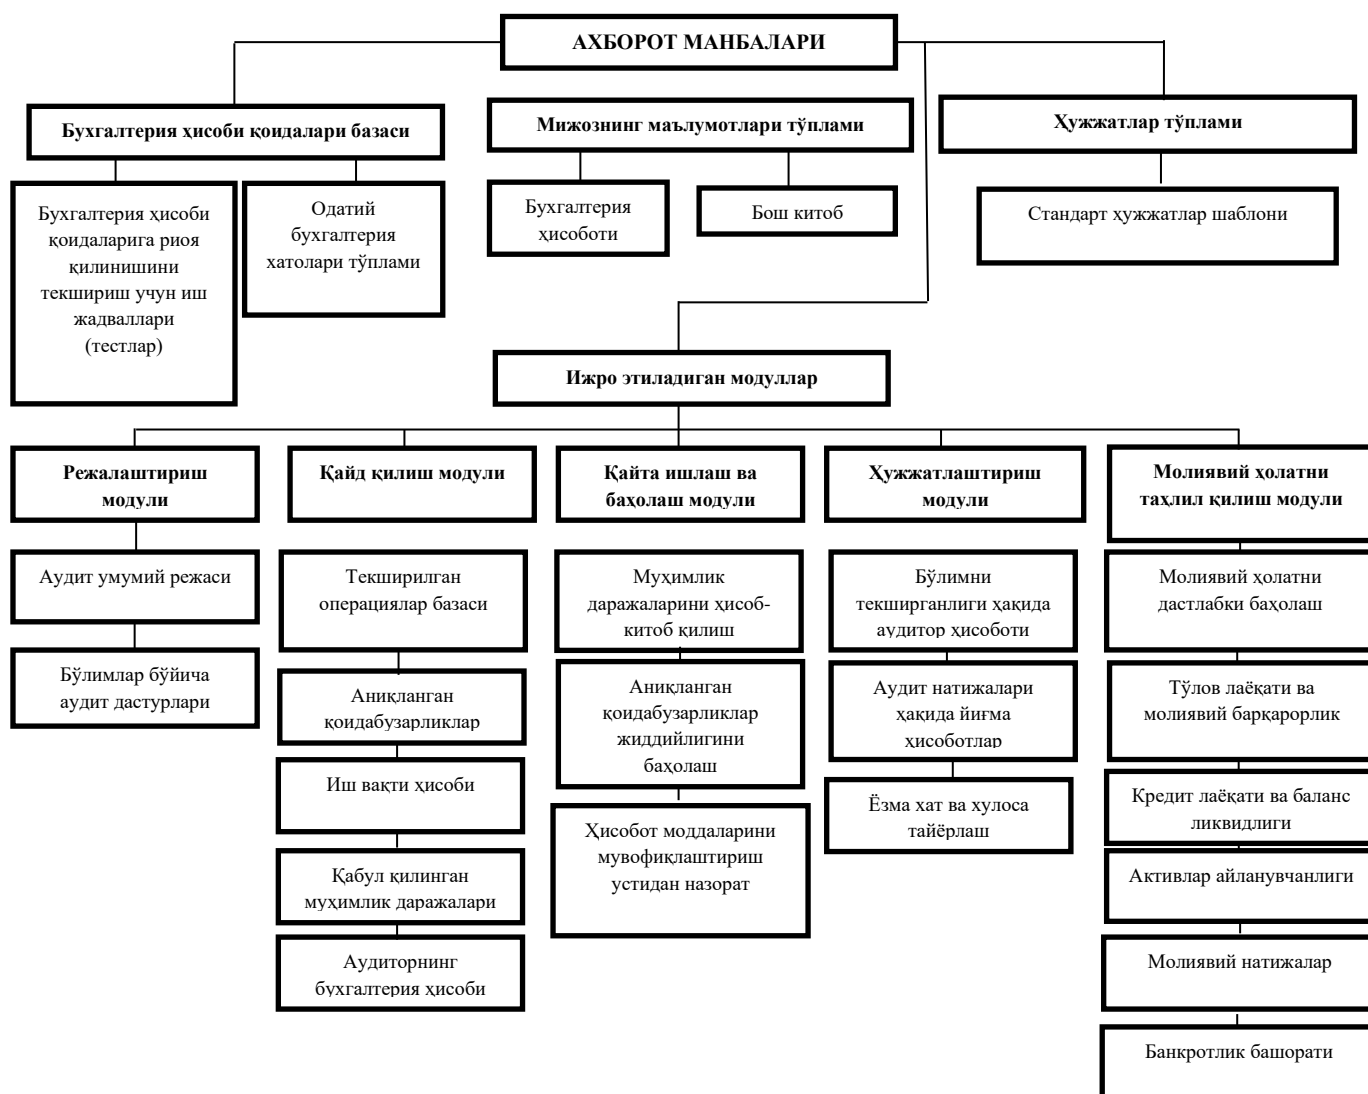 АХБОРОТ МАНБАЛАРИ
Бухгалтерия ҳисоби қоидалари базаси
Мижознинг маълумотлари тўплами
Ҳужжатлар тўплами
Бухгалтерия ҳисоби
қоидаларига риоя
қилинишини
текшириш учун иш
жадваллари
(тестлар)
Одатий
бухгалтерия
хатолари тўплами
Бухгалтерия
ҳисоботи
Бош китоб
Стандарт ҳужжатлар шаблони
Ижро этиладиган модуллар
Режалаштириш
модули
Аудит умумий режаси
Бўлимлар бўйича
аудит дастурлари
Қайд қилиш модули
Текширилган
операциялар базаси
Аниқланган
қоидабузарликлар
Иш вақти ҳисоби
Қабул қилинган
муҳимлик даражалари
Аудиторнинг
бухгалтерия ҳисоби
Қайта ишлаш ва
баҳолаш модули
Муҳимлик
даражаларини ҳисоб-
китоб қилиш
Аниқланган
қоидабузарликлар
жиддийлигини
баҳолаш
Ҳисобот моддаларини
мувофиқлаштириш
устидан назорат
Ҳужжатлаштириш
модули
Бўлимни
текширганлиги ҳақида
аудитор ҳисоботи
Аудит натижалари
ҳақида йиғма
ҳисоботлар
Ёзма хат ва хулоса
тайёрлаш
Молиявий ҳолатни
таҳлил қилиш модули
Молиявий ҳолатни
дастлабки баҳолаш
Тўлов лаёқати ва
молиявий барқарорлик
Кредит лаёқати ва баланс
ликвидлиги
Активлар айланувчанлиги
Молиявий натижалар
Банкротлик башорати